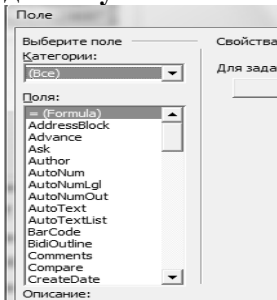 Поле
Выберите поле
Свойства
Категории:
(Все)
Для зада
Поля:
= (Formula)
AddressBlock
Advance
Ask
Author
AutoNum
AutoNumLgl
AutoNumOut
AutoText
AutoTextList
BarCode
BidiOutline
Comments
Compare
CreateDate
Описание: